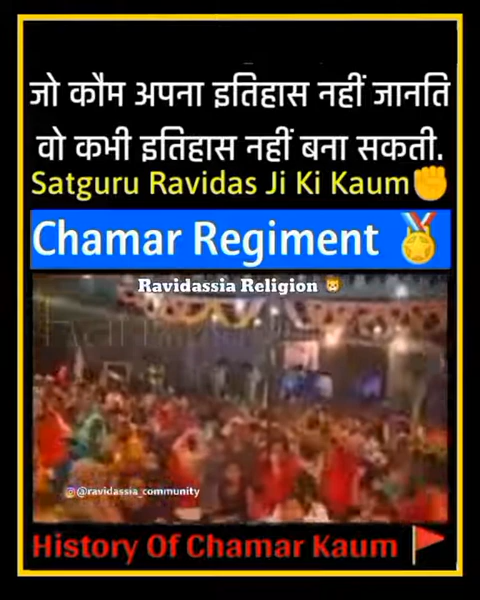 जो कौम अपना इतिहास नहीं जानति
वो कभी इतिहास नहीं बना सकती.
Satguru Ravidas Ji Ki Kaum✊
Chamar Regiment 🏅
Ravidassia Religion 🦁
@ravidassia_community
History Of Chamar Kaum 🚩